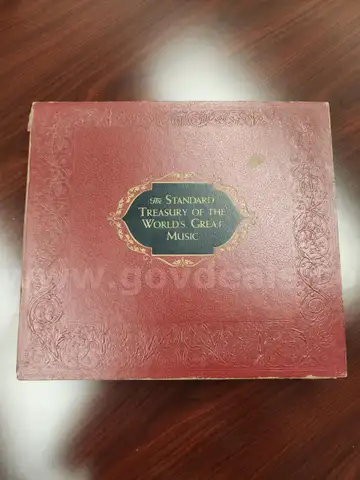 The STANDARD
TREASURY OF THE
WORLD'S GREAT
MUSIC
www.govdeals